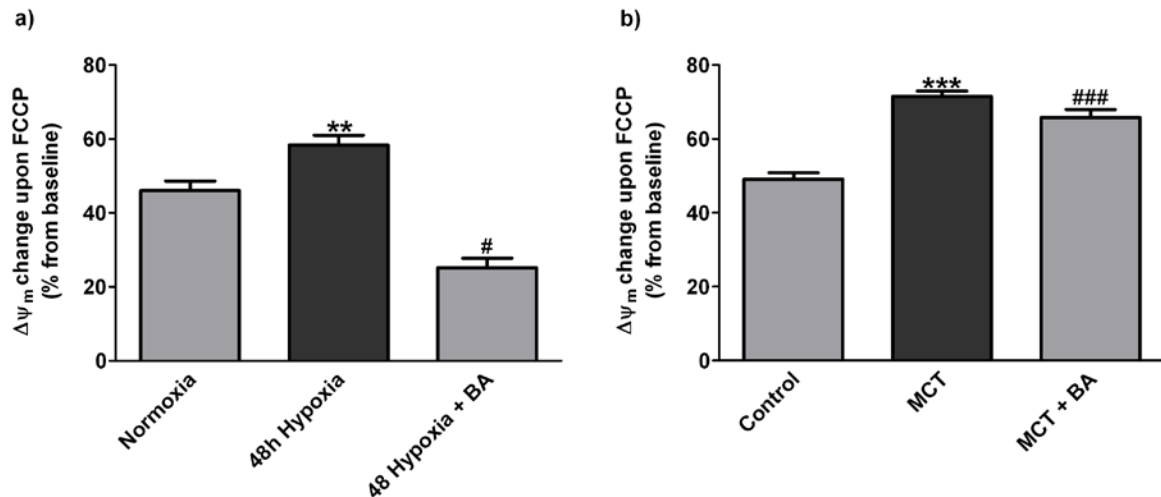 a)
Δψm change upon FCCP
(% from baseline)
80
60
40
20
0
**
#
Normoxia
48h Hypoxia
48 Hypoxia + BA
b)
Δψm change upon FCCP
(% from baseline)
80
60
40
20
0
***
###
Control
MCT
MCT + BA